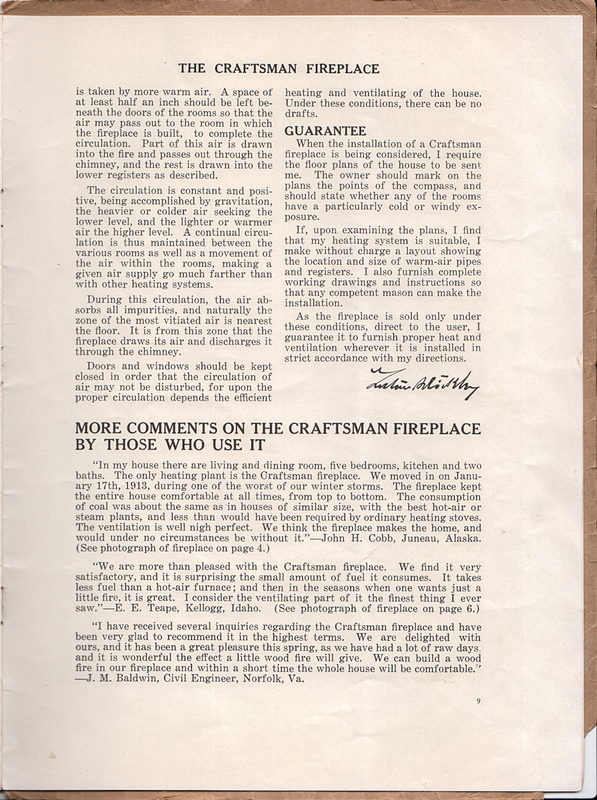 THE CRAFTSMAN FIREPLACE
is taken by more warm air. A space of
at least half an inch should be left be-
neath the doors of the rooms so that the
air may pass out to the room in which
the fireplace is built, to complete the
circulation. Part of this air is drawn
into the fire and passes out through the
chimney, and the rest is drawn into the
lower registers as described.
The circulation is constant and posi-
tive, being accomplished by gravitation,
the heavier or colder air seeking the
lower level, and the lighter or warmer
air the higher level. A continual circu-
lation is thus maintained between the
various rooms as well as a movement of
the air within the rooms, making a
given air supply go much farther than
with other heating systems.
During this circulation, the air ab-
sorbs all impurities, and naturally the
zone of the most vitiated air is nearest
the floor. It is from this zone that the
fireplace draws its air and discharges it
through the chimney.
Doors and windows should be kept
closed in order that the circulation of
air may not be disturbed, for upon the
proper circulation depends the efficient
heating and ventilating of the house.
Under these conditions, there can be no
drafts.
GUARANTEE
When the installation of a Craftsman
fireplace is being considered, I require
the floor plans of the house to be sent
me. The owner should mark on the
plans the points of the compass, and
should state whether any of the rooms
have a particularly cold or windy ex-
posure.
If, upon examining the plans, I find
that my heating system is suitable, I
make without charge a layout showing
the location and size of warm-air pipes
and registers. I also furnish complete
working drawings and instructions so
that any competent mason can make the
installation.
As the fireplace is sold only under
these conditions, direct to the user, I
guarantee it to furnish proper heat and
ventilation wherever it is installed in
strict accordance with my directions.
MORE COMMENTS ON THE CRAFTSMAN FIREPLACE
BY THOSE WHO USE IT
"In my house there are living and dining room, five bedrooms, kitchen and two
baths. The only heating plant is the Craftsman fireplace. We moved in on Janu-
ary 17th, 1913, during one of the worst of our winter storms. The fireplace kept
the entire house comfortable at all times, from top to bottom. The consumption
of coal was about the same as in houses of similar size, with the best hot-air or
steam plants, and less than would have been required by ordinary heating stoves.
The ventilation is well nigh perfect. We think the fireplace makes the home, and
would under no circumstances be without it."—John H. Cobb, Juneau, Alaska.
(See photograph of fireplace on page 4.)
"We are more than pleased with the Craftsman fireplace. We find it very
satisfactory, and it is surprising the small amount of fuel it consumes. It takes
less fuel than a hot-air furnace; and then in the seasons when one wants just a
little fire, it is great. I consider the ventilating part of it the finest thing I ever
saw."—E. E. Teape, Kellogg, Idaho. (See photograph of fireplace on page 6.)
"I have received several inquiries regarding the Craftsman fireplace and have
been very glad to recommend it in the highest terms. We are delighted with
ours, and it has been a great pleasure this spring, as we have had a lot of raw days
and it is wonderful the effect a little wood fire will give. We can build a wood
fire in our fireplace and within a short time the whole house will be comfortable."
—J. M. Baldwin, Civil Engineer, Norfolk, Va.
9